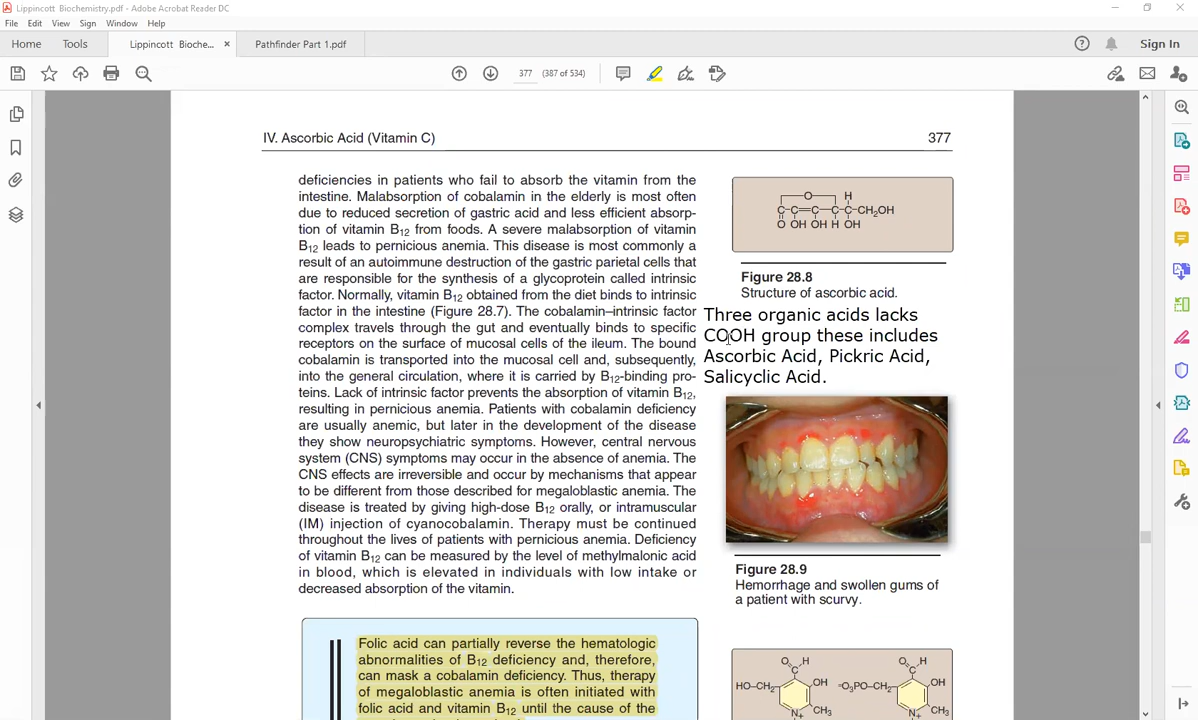 Lippincott Biochemistry.pdf - Adobe Acrobat Reader DC
File Edit View Sign Window Help
Home Tools Lippincott Bioche... × Pathfinder Part 1.pdf Sign In
377 (387 of 534)
IV. Ascorbic Acid (Vitamin C) 377
deficiencies in patients who fail to absorb the vitamin from the
intestine. Malabsorption of cobalamin in the elderly is most often
due to reduced secretion of gastric acid and less efficient absorp-
tion of vitamin B12 from foods. A severe malabsorption of vitamin
B12 leads to pernicious anemia. This disease is most commonly a
result of an autoimmune destruction of the gastric parietal cells that
are responsible for the synthesis of a glycoprotein called intrinsic
factor. Normally, vitamin B12 obtained from the diet binds to intrinsic
factor in the intestine (Figure 28.7). The cobalamin–intrinsic factor
complex travels through the gut and eventually binds to specific
receptors on the surface of mucosal cells of the ileum. The bound
cobalamin is transported into the mucosal cell and, subsequently,
into the general circulation, where it is carried by B12-binding pro-
teins. Lack of intrinsic factor prevents the absorption of vitamin B12,
resulting in pernicious anemia. Patients with cobalamin deficiency
are usually anemic, but later in the development of the disease
they show neuropsychiatric symptoms. However, central nervous
system (CNS) symptoms may occur in the absence of anemia. The
CNS effects are irreversible and occur by mechanisms that appear
to be different from those described for megaloblastic anemia. The
disease is treated by giving high-dose B12 orally, or intramuscular
(IM) injection of cyanocobalamin. Therapy must be continued
throughout the lives of patients with pernicious anemia. Deficiency
of vitamin B12 can be measured by the level of methylmalonic acid
in blood, which is elevated in individuals with low intake or
decreased absorption of the vitamin.
Folic acid can partially reverse the hematologic
abnormalities of B12 deficiency and, therefore,
can mask a cobalamin deficiency. Thus, therapy
of megaloblastic anemia is often initiated with
folic acid and vitamin B12 until the cause of the
O H
C C C C C CH2OH
O OH OH H OH
Figure 28.8
Structure of ascorbic acid.
Three organic acids lacks
COOH group these includes
Ascorbic Acid, Pickric Acid,
Salicyclic Acid.
Figure 28.9
Hemorrhage and swollen gums of
a patient with scurvy.
O H O H
C C
HO–CH2 OH =O3PO–CH2 OH
N+ CH3 N+ CH3